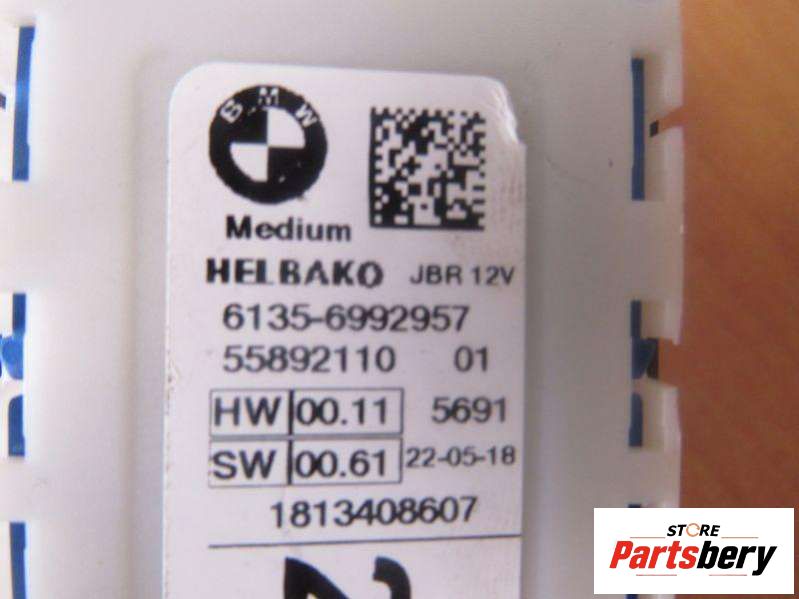 BMW
Medium
HELBAKO JBR 12V
6135-6992957
55892110 01
HW 00.11 5691
SW 00.61 22-05-18
1813408607
2
STORE
Partsbery